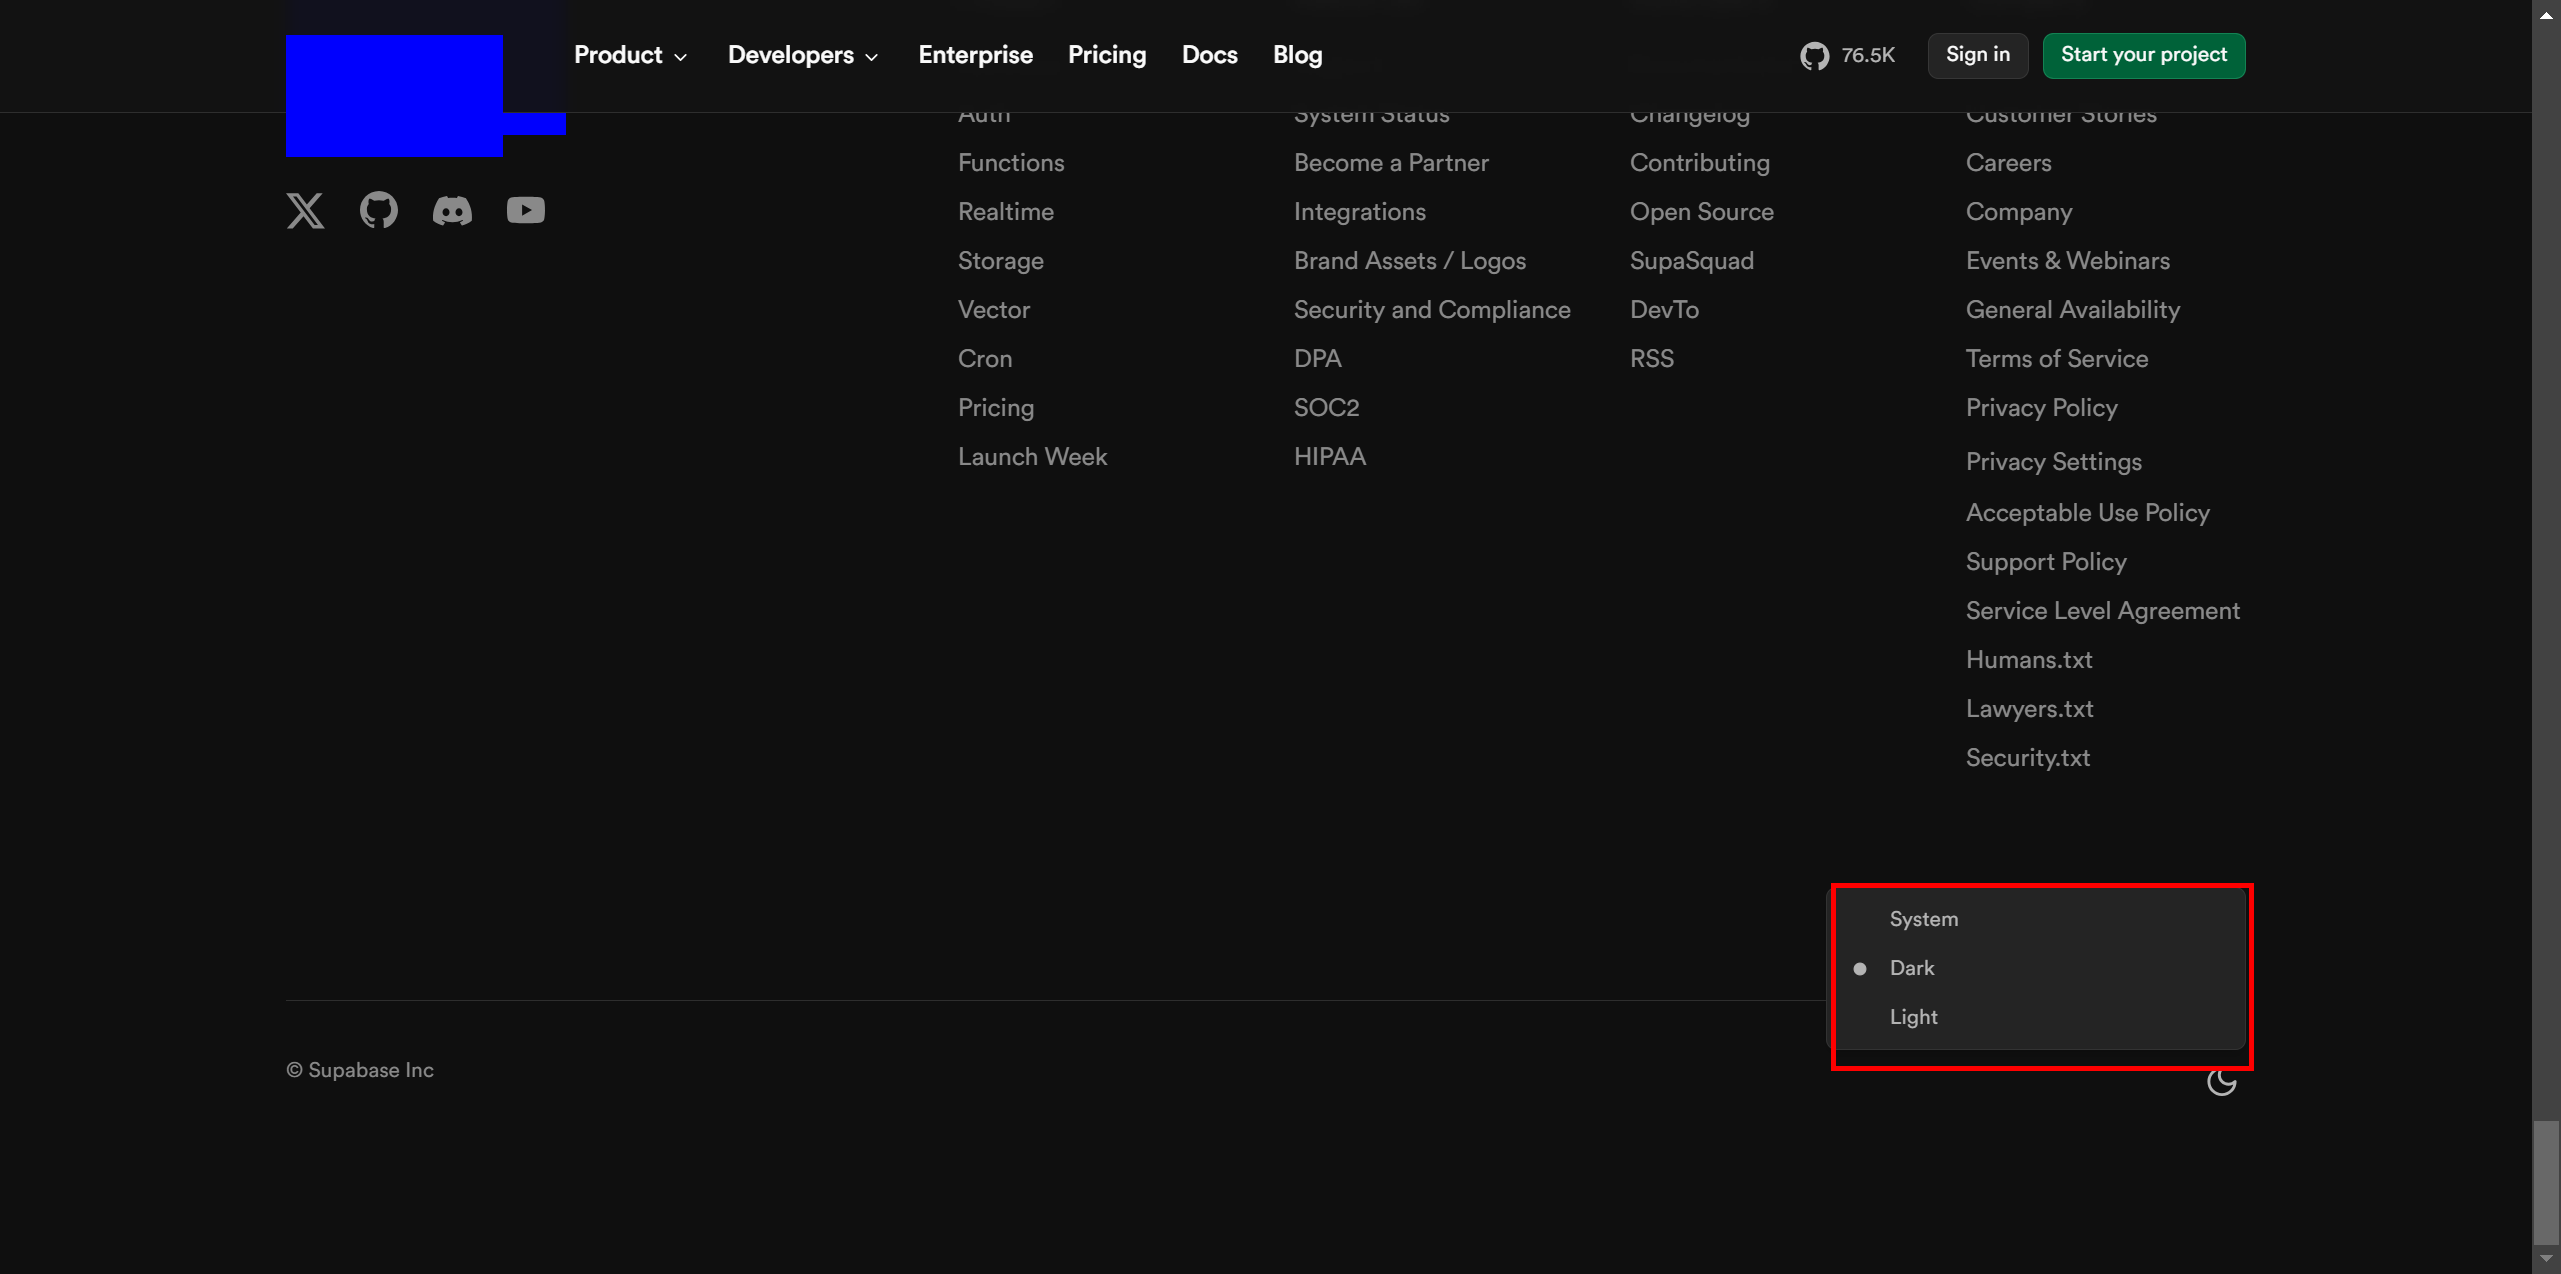 Product
Developers
Enterprise
Pricing
Docs
Blog
76.5K
Sign in
Start your project
Auth
Functions
Realtime
Storage
Vector
Cron
Pricing
Launch Week
System Status
Become a Partner
Integrations
Brand Assets / Logos
Security and Compliance
DPA
SOC2
HIPAA
Changelog
Contributing
Open Source
SupaSquad
DevTo
RSS
Customer Stories
Careers
Company
Events & Webinars
General Availability
Terms of Service
Privacy Policy
Privacy Settings
Acceptable Use Policy
Support Policy
Service Level Agreement
Humans.txt
Lawyers.txt
Security.txt
System
Dark
Light
© Supabase Inc